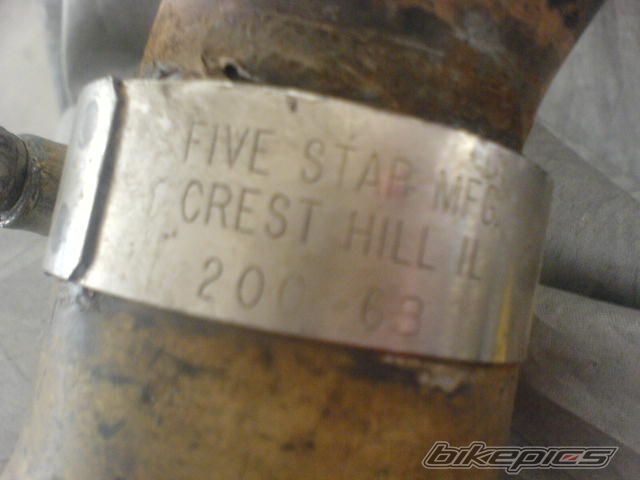 FIVE STAR MFG.
CREST HILL IL
200 63
bikepics